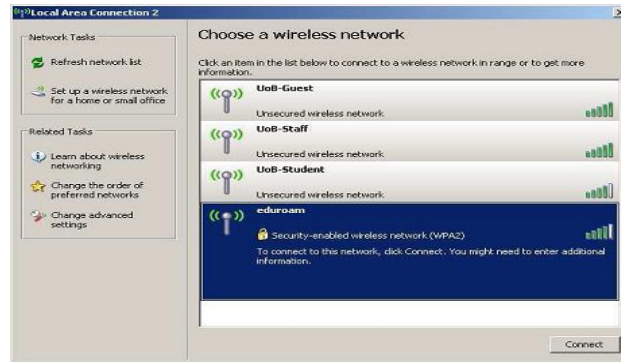 Local Area Connection 2
Network Tasks
Refresh network list
Set up a wireless network
for a home or small office
Related Tasks
Learn about wireless
networking
Change the order of
preferred networks
Change advanced
settings
Choose a wireless network
Click an item in the list below to connect to a wireless network in range or to get more
information.
UoB-Guest
Unsecured wireless network
UoB-Staff
Unsecured wireless network
UoB-Student
Unsecured wireless network
eduroam
Security-enabled wireless network (WPA2)
To connect to this network, click Connect. You might need to enter additional
information.
Connect